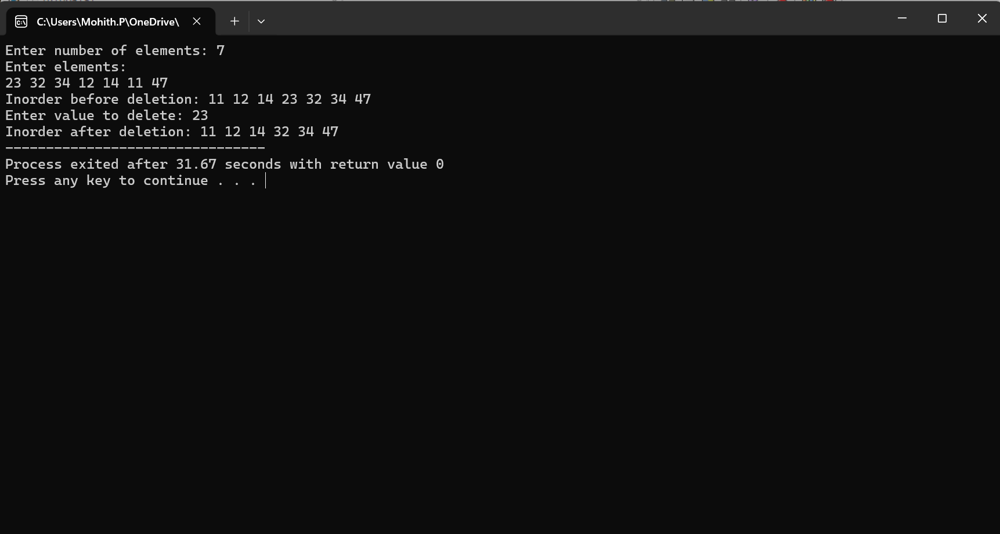 C:\Users\Mohith.P\OneDrive\
Enter number of elements: 7
Enter elements:
23 32 34 12 14 11 47
Inorder before deletion: 11 12 14 23 32 34 47
Enter value to delete: 23
Inorder after deletion: 11 12 14 32 34 47
--------------------------------
Process exited after 31.67 seconds with return value 0
Press any key to continue . . .